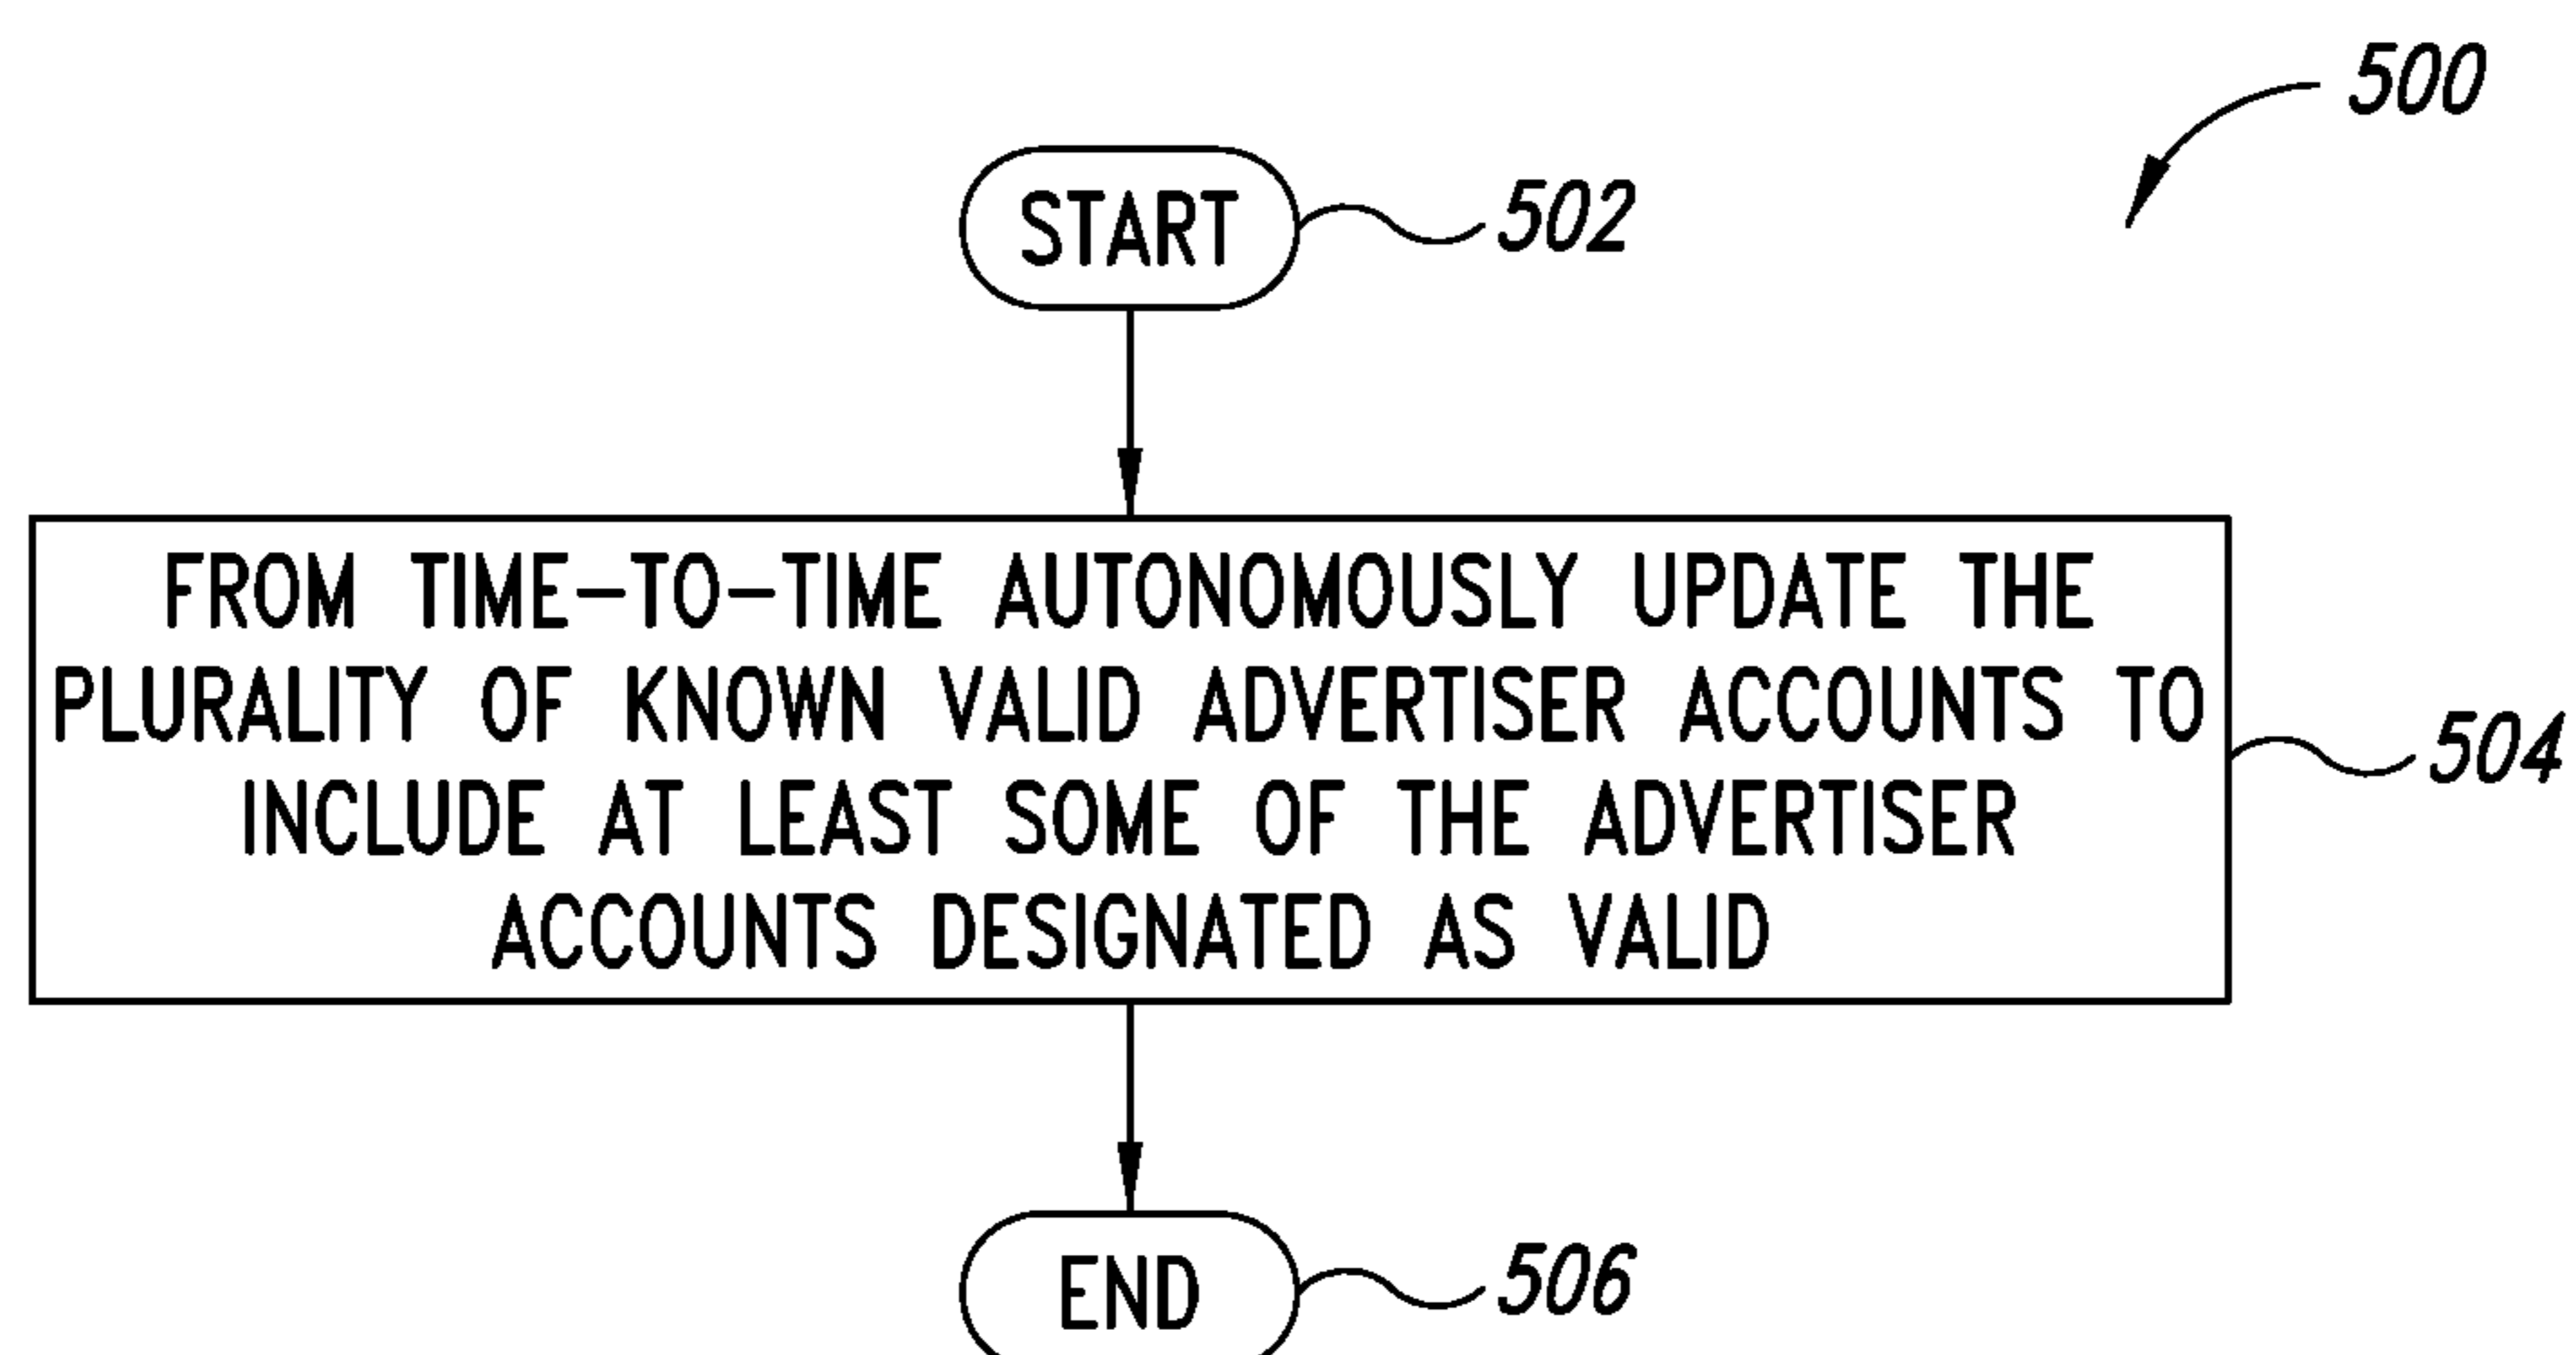 500
START
502
FROM TIME-TO-TIME AUTONOMOUSLY UPDATE THE
PLURALITY OF KNOWN VALID ADVERTISER ACCOUNTS TO
INCLUDE AT LEAST SOME OF THE ADVERTISER
ACCOUNTS DESIGNATED AS VALID
504
END
506